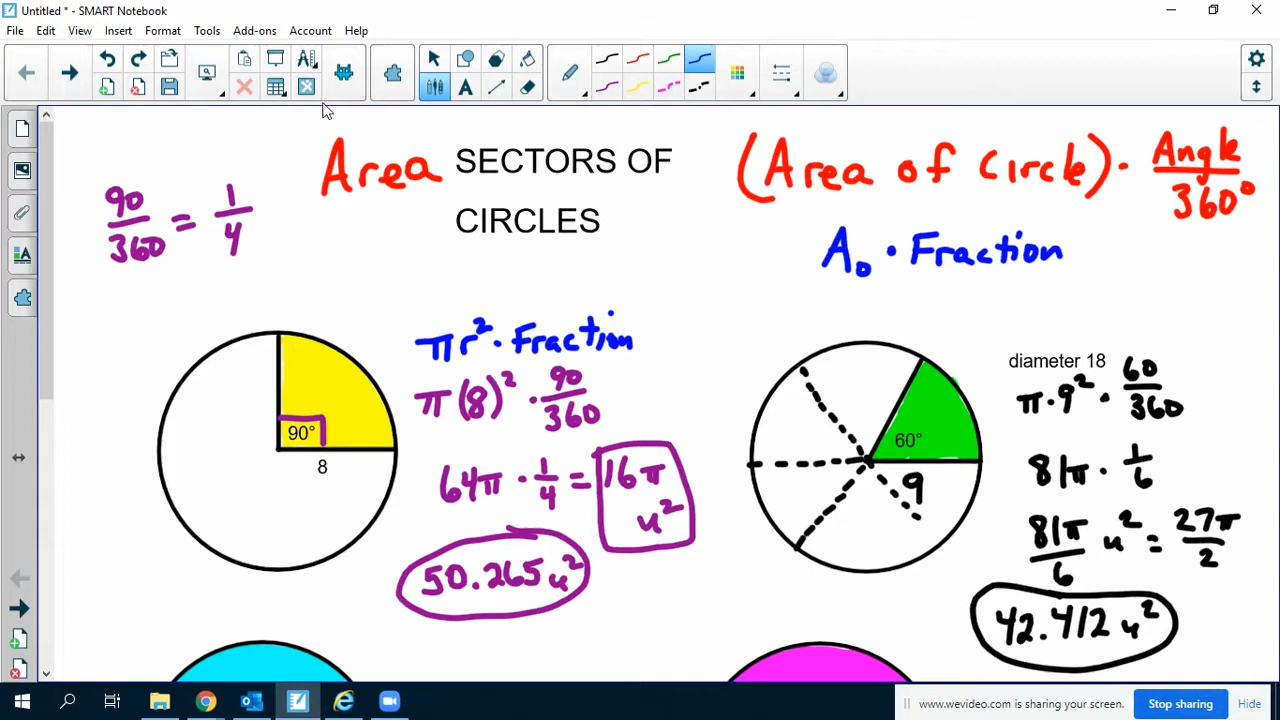 Untitled * - SMART Notebook
File Edit View Insert Format Tools Add-ons Account Help
90/360 = 1/4
Area SECTORS OF CIRCLES
(Area of Circle) · Angle/360°
A₀ · Fraction
πr² · Fraction
π(8)² · 90/360
64π · 1/4 = 16π u²
50.265 u²
90°
8
diameter 18
π · 9² · 60/360
81π · 1/6
81π/6 u² = 27π/2
42.412 u²
60°
9
www.wevideo.com is sharing your screen. Stop sharing Hide